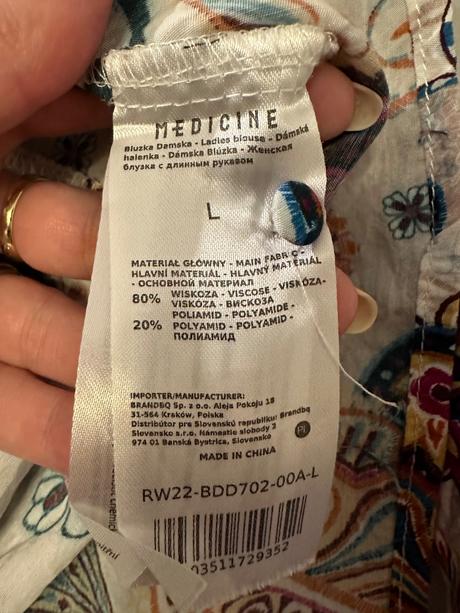 MEDICINE
Bluzka Damska - Ladies blouse - Dámská
halenka - Dámska Blúzka - Женская
блузка с длинным рукавом
L
MATERIAŁ GŁÓWNY - MAIN FABRIC -
HLAVNÍ MATERIÁL - HLAVNÝ MATERIÁL
- ОСНОВНОЙ МАТЕРИАЛ
80% WISKOZA - VISCOSE - VISKÓZA-
VISKÓZA - ВИСКОЗА
POLIAMID - POLYAMIDE -
20% POLYAMID - POLYAMID -
ПОЛИАМИД
IMPORTER/MANUFACTURER:
BRANDBQ Sp. z o.o. Aleja Pokoju 18
31-564 Kraków, Polska
Distribútor pre Slovenskú republiku: Brandbq
Slovensko s.r.o. Námestie slobody 2
974 01 Banská Bystrica, Slovensko
PL
MADE IN CHINA
RW22-BDD702-00A-L
03511729352